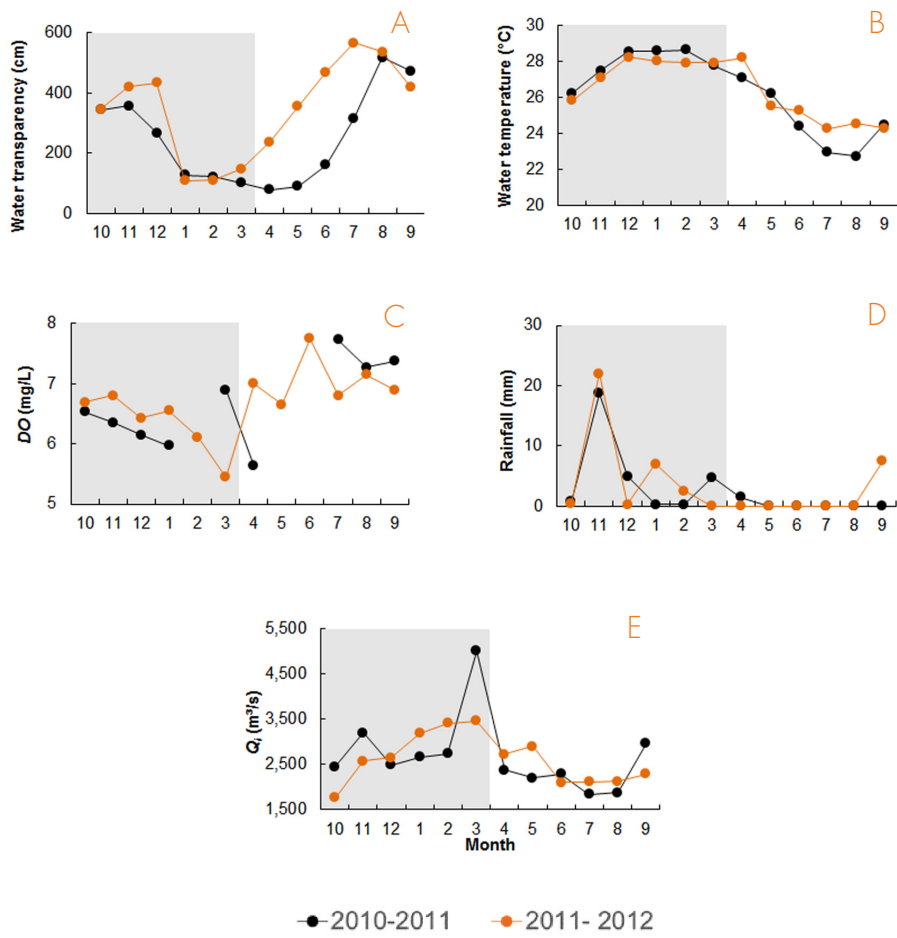 A
Water transparency (cm)
600
400
200
0
10 11 12 1 2 3 4 5 6 7 8 9
B
Water temperature (°C)
30
28
26
24
22
20
10 11 12 1 2 3 4 5 6 7 8 9
C
DO (mg/L)
8
7
6
5
10 11 12 1 2 3 4 5 6 7 8 9
D
Rainfall (mm)
30
20
10
0
10 11 12 1 2 3 4 5 6 7 8 9
E
Qi (m³/s)
5,500
4,500
3,500
2,500
1,500
10 11 12 1 2 3 4 5 6 7 8 9
Month
2010-2011 2011- 2012